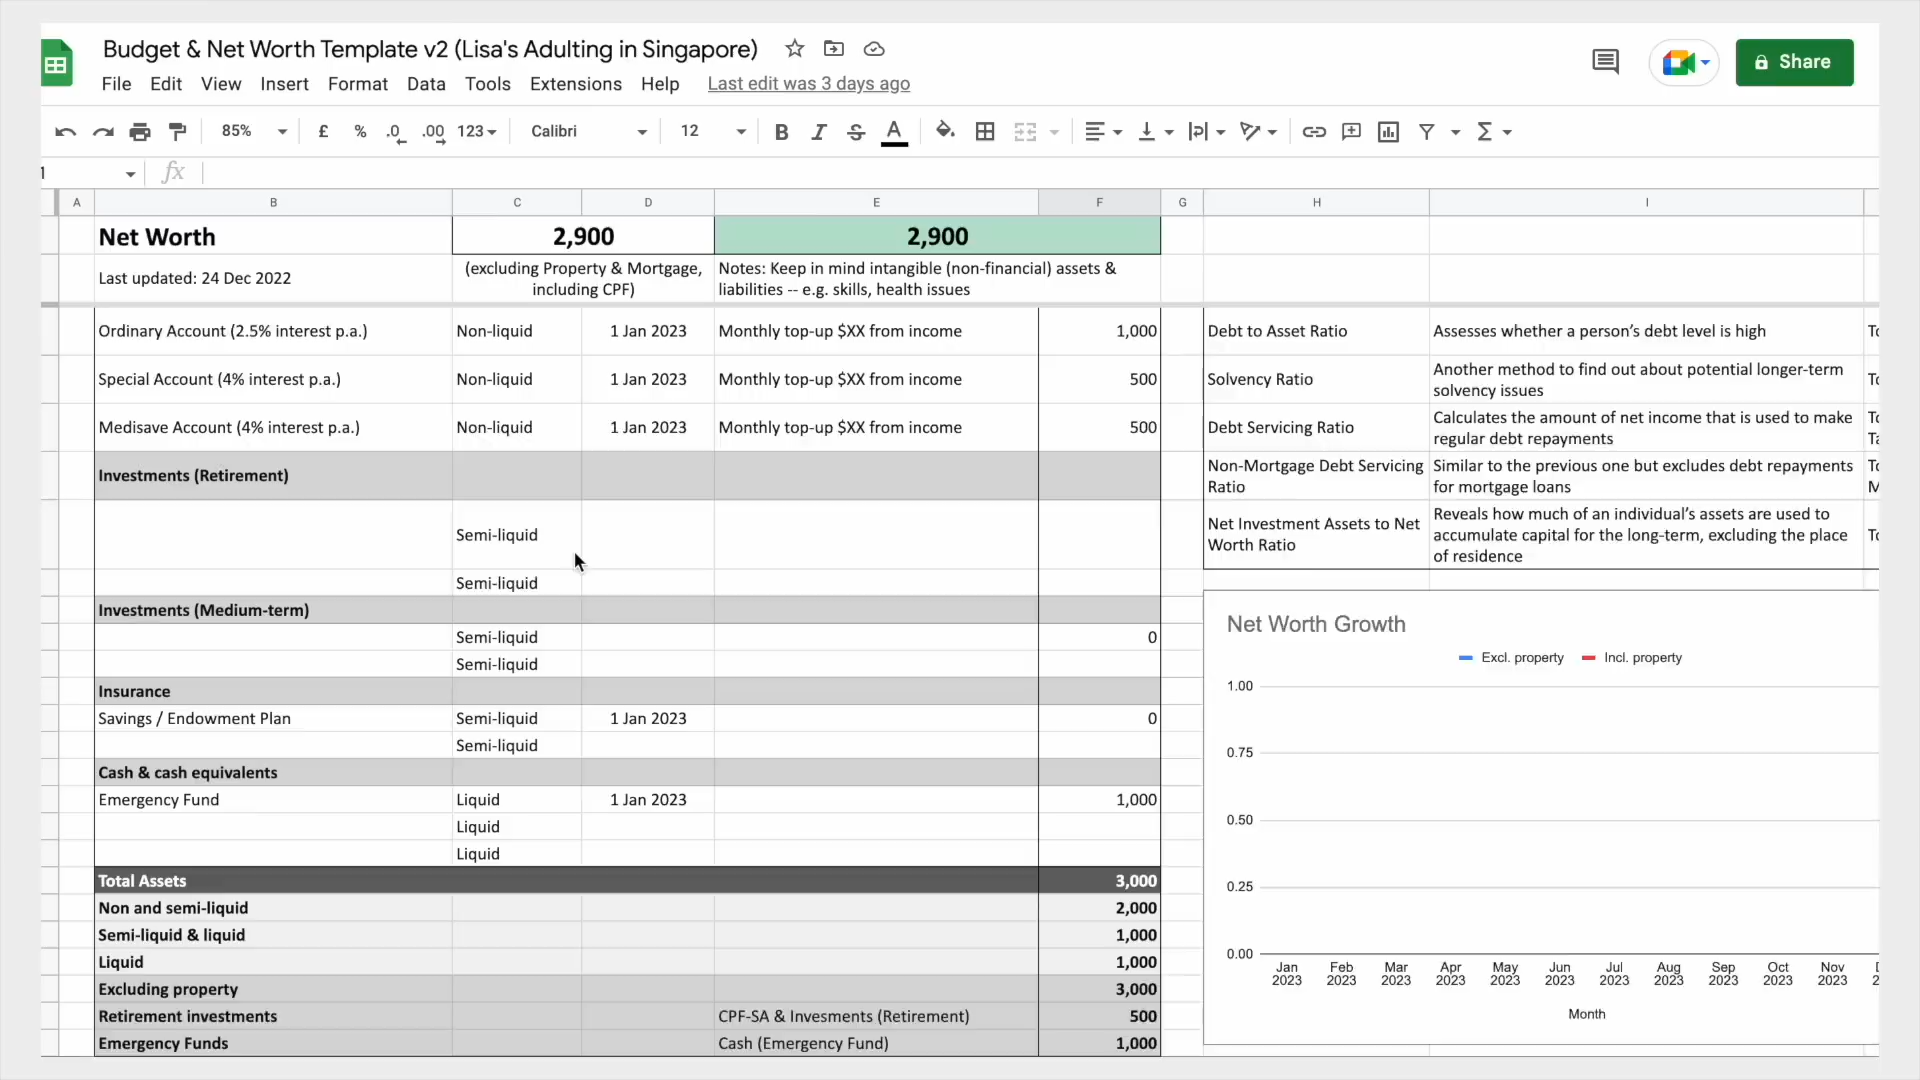 Budget & Net Worth Template v2 (Lisa's Adulting in Singapore)
Share
File Edit View Insert Format Data Tools Extensions Help Last edit was 3 days ago
85% £ % .0 .00 123 Calibri 12 B I S A Σ
1 fx
A B C D E F G H I
Net Worth 2,900 2,900
Last updated: 24 Dec 2022
(excluding Property & Mortgage,
including CPF)
Notes: Keep in mind intangible (non-financial) assets &
liabilities -- e.g. skills, health issues
Ordinary Account (2.5% interest p.a.) Non-liquid 1 Jan 2023 Monthly top-up $XX from income 1,000
Special Account (4% interest p.a.) Non-liquid 1 Jan 2023 Monthly top-up $XX from income 500
Medisave Account (4% interest p.a.) Non-liquid 1 Jan 2023 Monthly top-up $XX from income 500
Investments (Retirement)
Semi-liquid
Semi-liquid
Investments (Medium-term)
Semi-liquid 0
Semi-liquid
Insurance
Savings / Endowment Plan Semi-liquid 1 Jan 2023 0
Semi-liquid
Cash & cash equivalents
Emergency Fund Liquid 1 Jan 2023 1,000
Liquid
Liquid
Total Assets 3,000
Non and semi-liquid 2,000
Semi-liquid & liquid 1,000
Liquid 1,000
Excluding property 3,000
Retirement investments CPF-SA & Invesments (Retirement) 500
Emergency Funds Cash (Emergency Fund) 1,000
Debt to Asset Ratio Assesses whether a person's debt level is high
Solvency Ratio
Another method to find out about potential longer-term
solvency issues
Debt Servicing Ratio
Calculates the amount of net income that is used to make
regular debt repayments
Non-Mortgage Debt Servicing
Ratio
Similar to the previous one but excludes debt repayments
for mortgage loans
Net Investment Assets to Net
Worth Ratio
Reveals how much of an individual's assets are used to
accumulate capital for the long-term, excluding the place
of residence
Net Worth Growth
Excl. property Incl. property
1.00
0.75
0.50
0.25
0.00
Jan Feb Mar Apr May Jun Jul Aug Sep Oct Nov
2023 2023 2023 2023 2023 2023 2023 2023 2023 2023 2023
Month